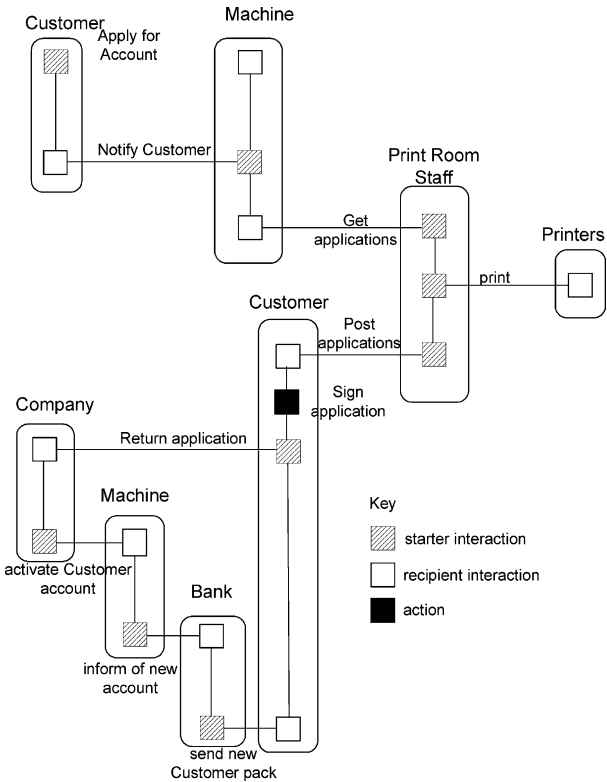 Customer
Apply for
Account
Machine
Notify Customer
Print Room
Staff
Get
applications
Printers
print
Customer
Post
applications
Sign
application
Company
Return application
Machine
activate Customer
account
Bank
inform of new
account
send new
Customer pack
Key
starter interaction
recipient interaction
action